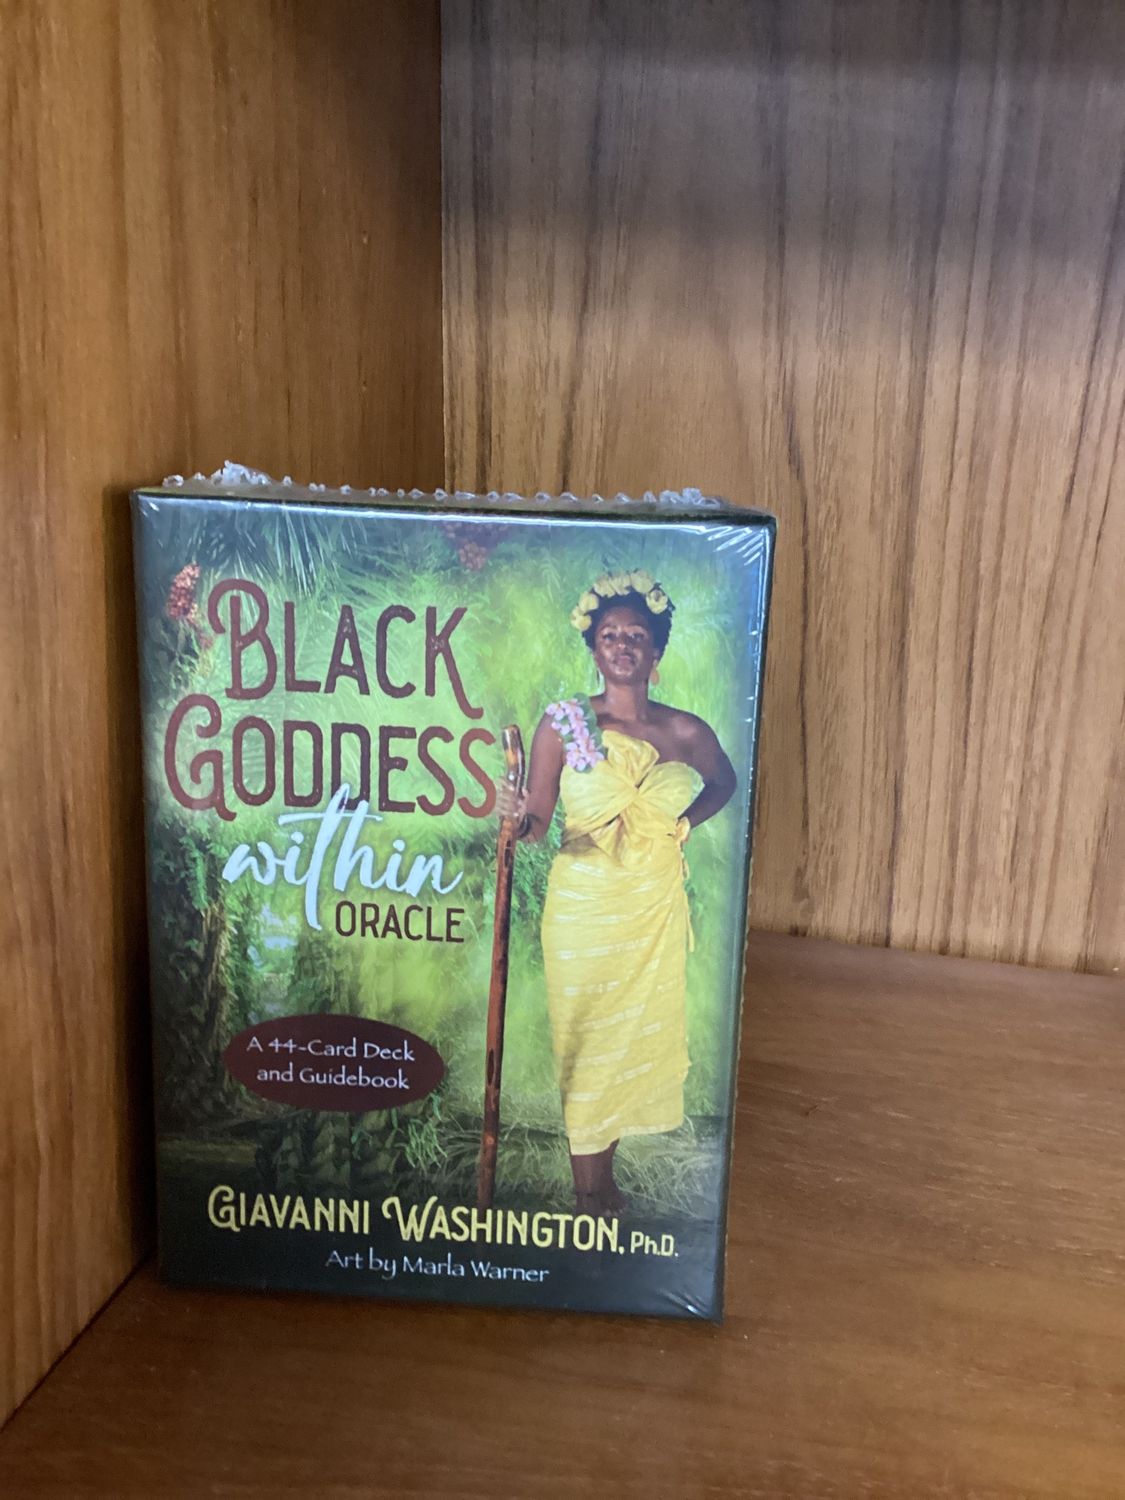 BLACK
GODDESS
within
ORACLE
A 44-Card Deck
and Guidebook
GIAVANNI WASHINGTON, Ph.D.
Art by Marla Warner